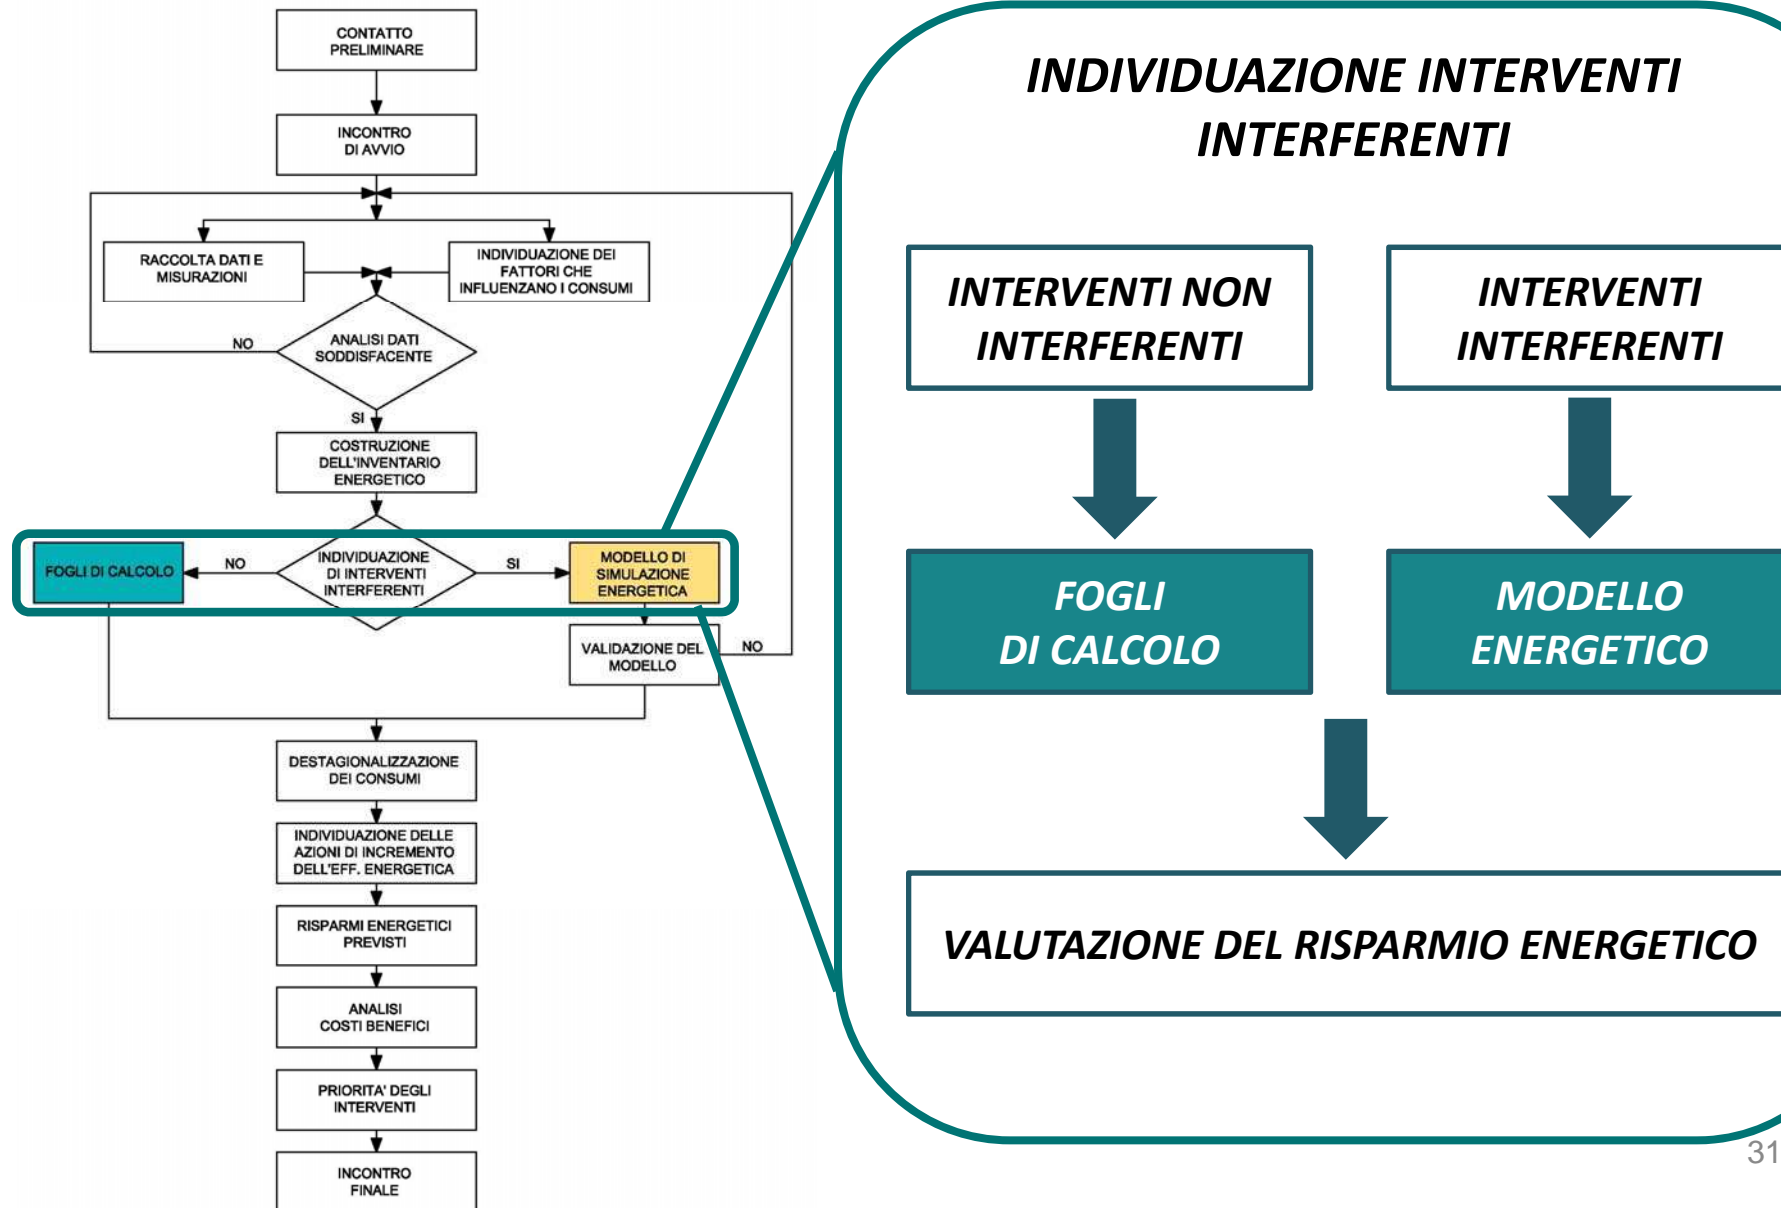 CONTATTO
PRELIMINARE
INCONTRO
DI AVVIO
RACCOLTA DATI E
MISURAZIONI
INDIVIDUAZIONE DEI
FATTORI CHE
INFLUENZANO I CONSUMI
NO
ANALISI DATI
SODDISFACENTE
SI
COSTRUZIONE
DELL'INVENTARIO
ENERGETICO
FOGLI DI CALCOLO
NO
INDIVIDUAZIONE
DI INTERVENTI
INTERFERENTI
SI
MODELLO DI
SIMULAZIONE
ENERGETICA
VALIDAZIONE DEL
MODELLO
NO
DESTAGIONALIZZAZIONE
DEI CONSUMI
INDIVIDUAZIONE DELLE
AZIONI DI INCREMENTO
DELL'EFF. ENERGETICA
RISPARMI ENERGETICI
PREVISTI
ANALISI
COSTI BENEFICI
PRIORITA' DEGLI
INTERVENTI
INCONTRO
FINALE
INDIVIDUAZIONE INTERVENTI
INTERFERENTI
INTERVENTI NON
INTERFERENTI
INTERVENTI
INTERFERENTI
FOGLI
DI CALCOLO
MODELLO
ENERGETICO
VALUTAZIONE DEL RISPARMIO ENERGETICO
31